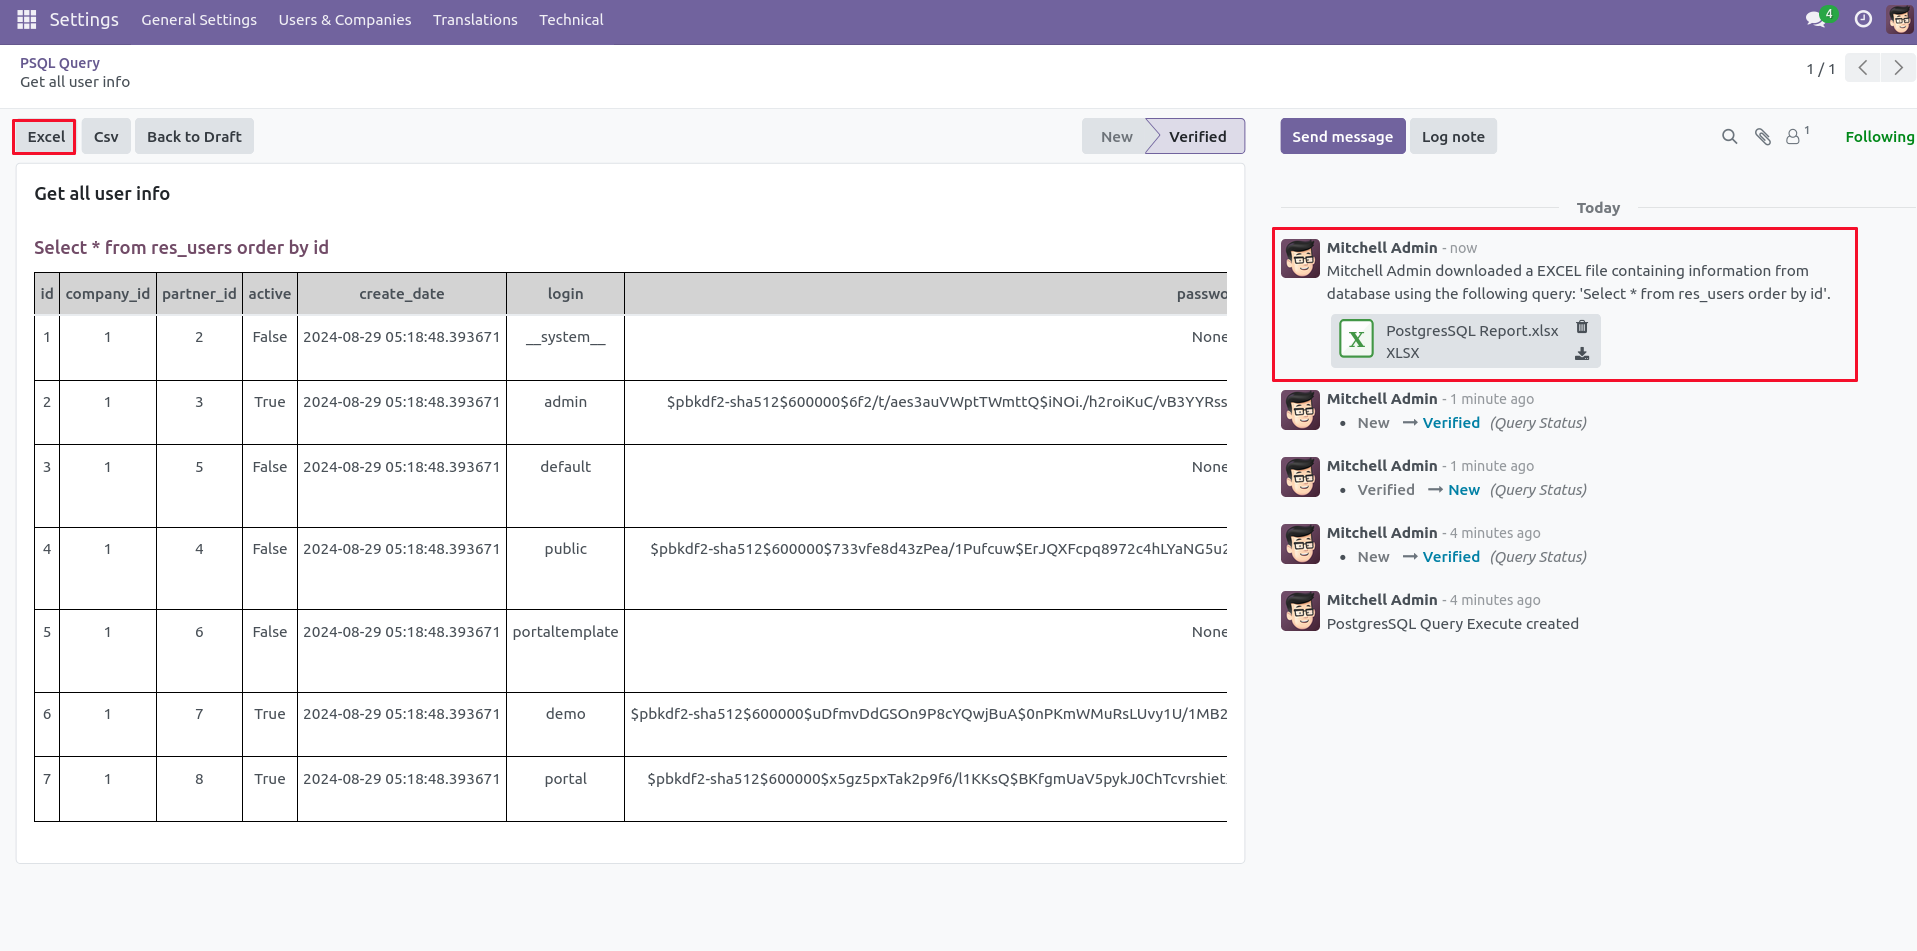 Settings General Settings Users & Companies Translations Technical 4
PSQL Query
Get all user info
1 / 1
Excel Csv Back to Draft New Verified Send message Log note 1 Following
Get all user info
Select * from res_users order by id
id company_id partner_id active create_date login passwo
1 1 2 False 2024-08-29 05:18:48.393671 __system__ None
2 1 3 True 2024-08-29 05:18:48.393671 admin $pbkdf2-sha512$600000$6f2/t/aes3auVWptTWmttQ$iNOi./h2roiKuC/vB3YYRss
3 1 5 False 2024-08-29 05:18:48.393671 default None
4 1 4 False 2024-08-29 05:18:48.393671 public $pbkdf2-sha512$600000$733vfe8d43zPea/1Pufcuw$ErJQXFcpq8972c4hLYaNG5u2
5 1 6 False 2024-08-29 05:18:48.393671 portaltemplate None
6 1 7 True 2024-08-29 05:18:48.393671 demo $pbkdf2-sha512$600000$uDfmvDdGSOn9P8cYQwjBuA$0nPKmWMuRsLUvy1U/1MB2
7 1 8 True 2024-08-29 05:18:48.393671 portal $pbkdf2-sha512$600000$x5gz5pxTak2p9f6/l1KKsQ$BKfgmUaV5pykJ0ChTcvrshiet
Today
Mitchell Admin - now
Mitchell Admin downloaded a EXCEL file containing information from
database using the following query: 'Select * from res_users order by id'.
X PostgresSQL Report.xlsx
XLSX
Mitchell Admin - 1 minute ago
• New → Verified (Query Status)
Mitchell Admin - 1 minute ago
• Verified → New (Query Status)
Mitchell Admin - 4 minutes ago
• New → Verified (Query Status)
Mitchell Admin - 4 minutes ago
PostgresSQL Query Execute created